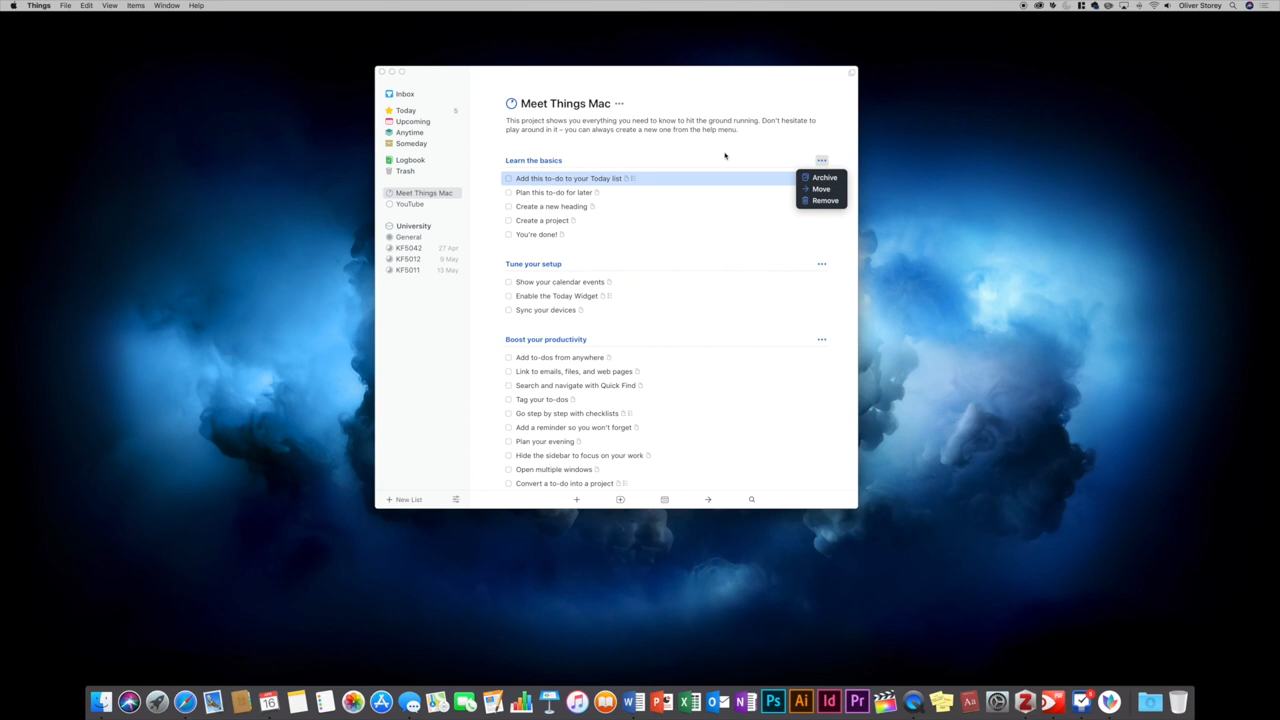 Things File Edit View Items Window Help Oliver Storey
Inbox
Today 5
Upcoming
Anytime
Someday
Logbook
Trash
Meet Things Mac
YouTube
University
General
KF5042 27 Apr
KF5012 9 May
KF5011 13 May
New List
Meet Things Mac
This project shows you everything you need to know to hit the ground running. Don't hesitate to
play around in it – you can always create a new one from the help menu.
Learn the basics
Add this to-do to your Today list
Plan this to-do for later
Create a new heading
Create a project
You're done!
Archive
Move
Remove
Tune your setup
Show your calendar events
Enable the Today Widget
Sync your devices
Boost your productivity
Add to-dos from anywhere
Link to emails, files, and web pages
Search and navigate with Quick Find
Tag your to-dos
Go step by step with checklists
Add a reminder so you won't forget
Plan your evening
Hide the sidebar to focus on your work
Open multiple windows
Convert a to-do into a project
16
Ps Ai Id Pr